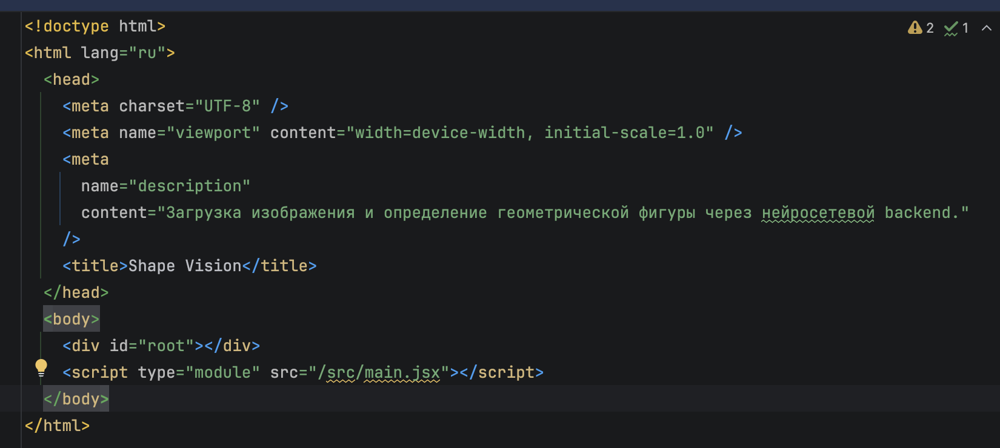 <!doctype html>
2 1
<html lang="ru">
<head>
<meta charset="UTF-8" />
<meta name="viewport" content="width=device-width, initial-scale=1.0" />
<meta
name="description"
content="Загрузка изображения и определение геометрической фигуры через нейросетевой backend."
/>
<title>Shape Vision</title>
</head>
<body>
<div id="root"></div>
<script type="module" src="/src/main.jsx"></script>
</body>
</html>